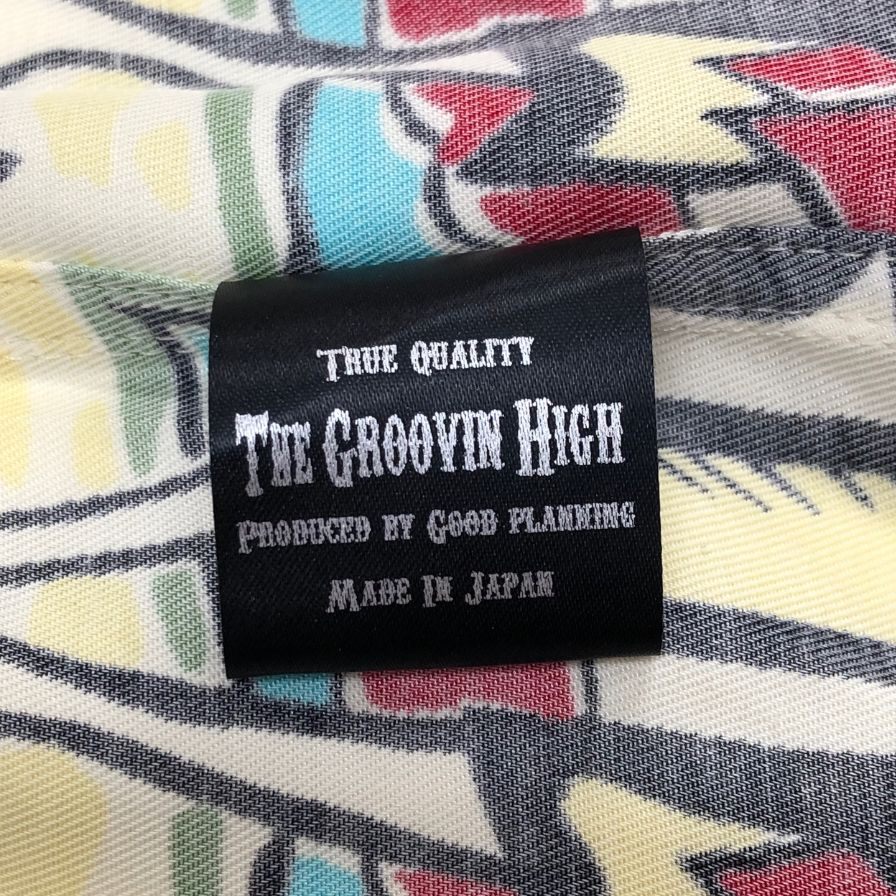 TRUE QUALITY
THE GROOVIN HIGH
PRODUCED BY GOOD PLANNING
MADE IN JAPAN